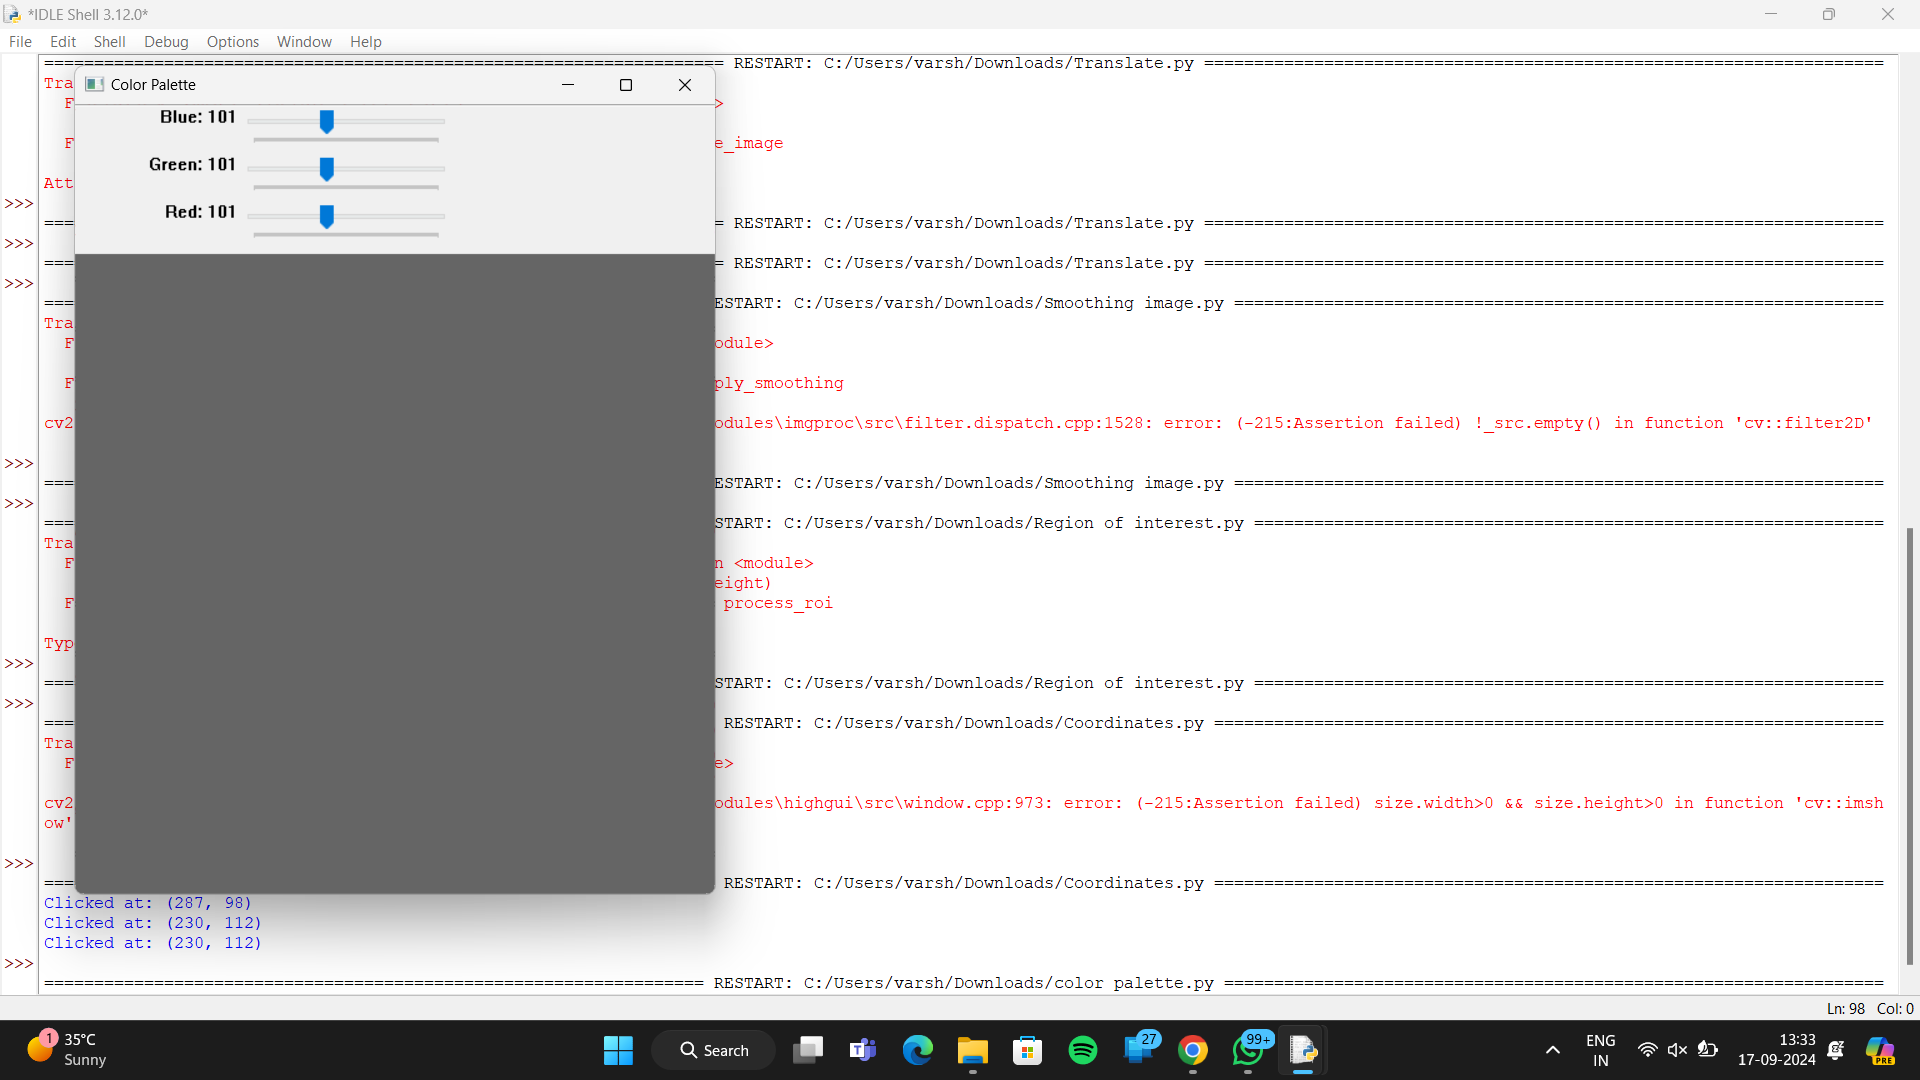 *IDLE Shell 3.12.0*
File Edit Shell Debug Options Window Help
==================================================================== RESTART: C:/Users/varsh/Downloads/Translate.py ====================================================================
Color Palette
Tra
Blue: 101
F >
Green: 101
F e_image
Att
Red: 101
>>>
=== = RESTART: C:/Users/varsh/Downloads/Translate.py ====================================================================
>>>
=== = RESTART: C:/Users/varsh/Downloads/Translate.py ====================================================================
>>>
=== ESTART: C:/Users/varsh/Downloads/Smoothing image.py =================================================================
Tra
F odule>
F ply_smoothing
cv2 odules\imgproc\src\filter.dispatch.cpp:1528: error: (-215:Assertion failed) !_src.empty() in function 'cv::filter2D'
>>>
=== ESTART: C:/Users/varsh/Downloads/Smoothing image.py =================================================================
>>>
=== START: C:/Users/varsh/Downloads/Region of interest.py ===============================================================
Tra
F n <module>
eight)
F process_roi
Typ
>>>
=== START: C:/Users/varsh/Downloads/Region of interest.py ===============================================================
>>>
=== RESTART: C:/Users/varsh/Downloads/Coordinates.py ===================================================================
Tra
F e>
cv2 odules\highgui\src\window.cpp:973: error: (-215:Assertion failed) size.width>0 && size.height>0 in function 'cv::imsh
ow'
>>>
=== RESTART: C:/Users/varsh/Downloads/Coordinates.py ===================================================================
Clicked at: (287, 98)
Clicked at: (230, 112)
Clicked at: (230, 112)
>>>
================================================================== RESTART: C:/Users/varsh/Downloads/color palette.py ==================================================================
Ln: 98 Col: 0
1
35°C
Sunny
Search
27
99+
ENG
IN
13:33
17-09-2024
PRE